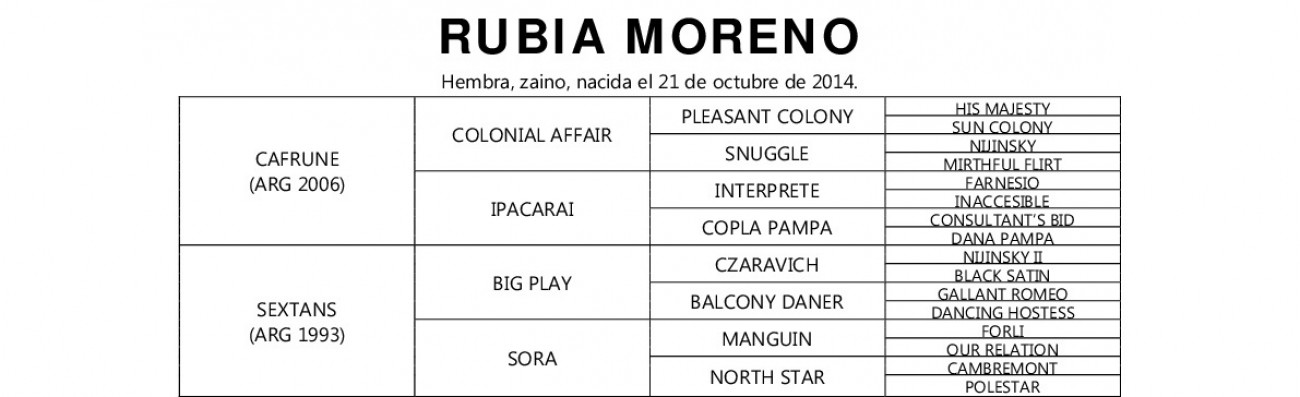 RUBIA MORENO
Hembra, zaino, nacida el 21 de octubre de 2014.
CAFRUNE
(ARG 2006)
COLONIAL AFFAIR
PLEASANT COLONY
HIS MAJESTY
SUN COLONY
SNUGGLE
NIJINSKY
MIRTHFUL FLIRT
IPACARAI
INTERPRETE
FARNESIO
INACCESIBLE
COPLA PAMPA
CONSULTANT'S BID
DANA PAMPA
SEXTANS
(ARG 1993)
BIG PLAY
CZARAVICH
NIJINSKY II
BLACK SATIN
BALCONY DANER
GALLANT ROMEO
DANCING HOSTESS
SORA
MANGUIN
FORLI
OUR RELATION
NORTH STAR
CAMBREMONT
POLESTAR